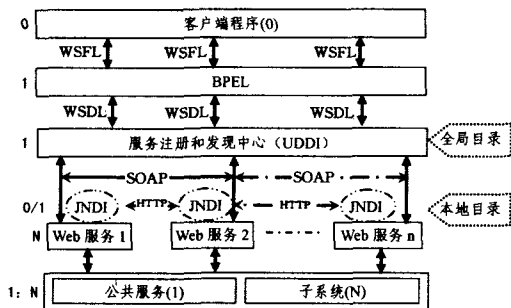 0 客户端程序(0)
WSFL WSFL WSFL
1 BPEL
WSDL WSDL WSDL
1 服务注册和发现中心（UDDI） 全局目录
SOAP SOAP
0/1 JNDI HTTP JNDI HTTP JNDI 本地目录
N Web 服务 1 Web 服务 2 Web 服务 n
1：N 公共服务(1) 子系统(N)